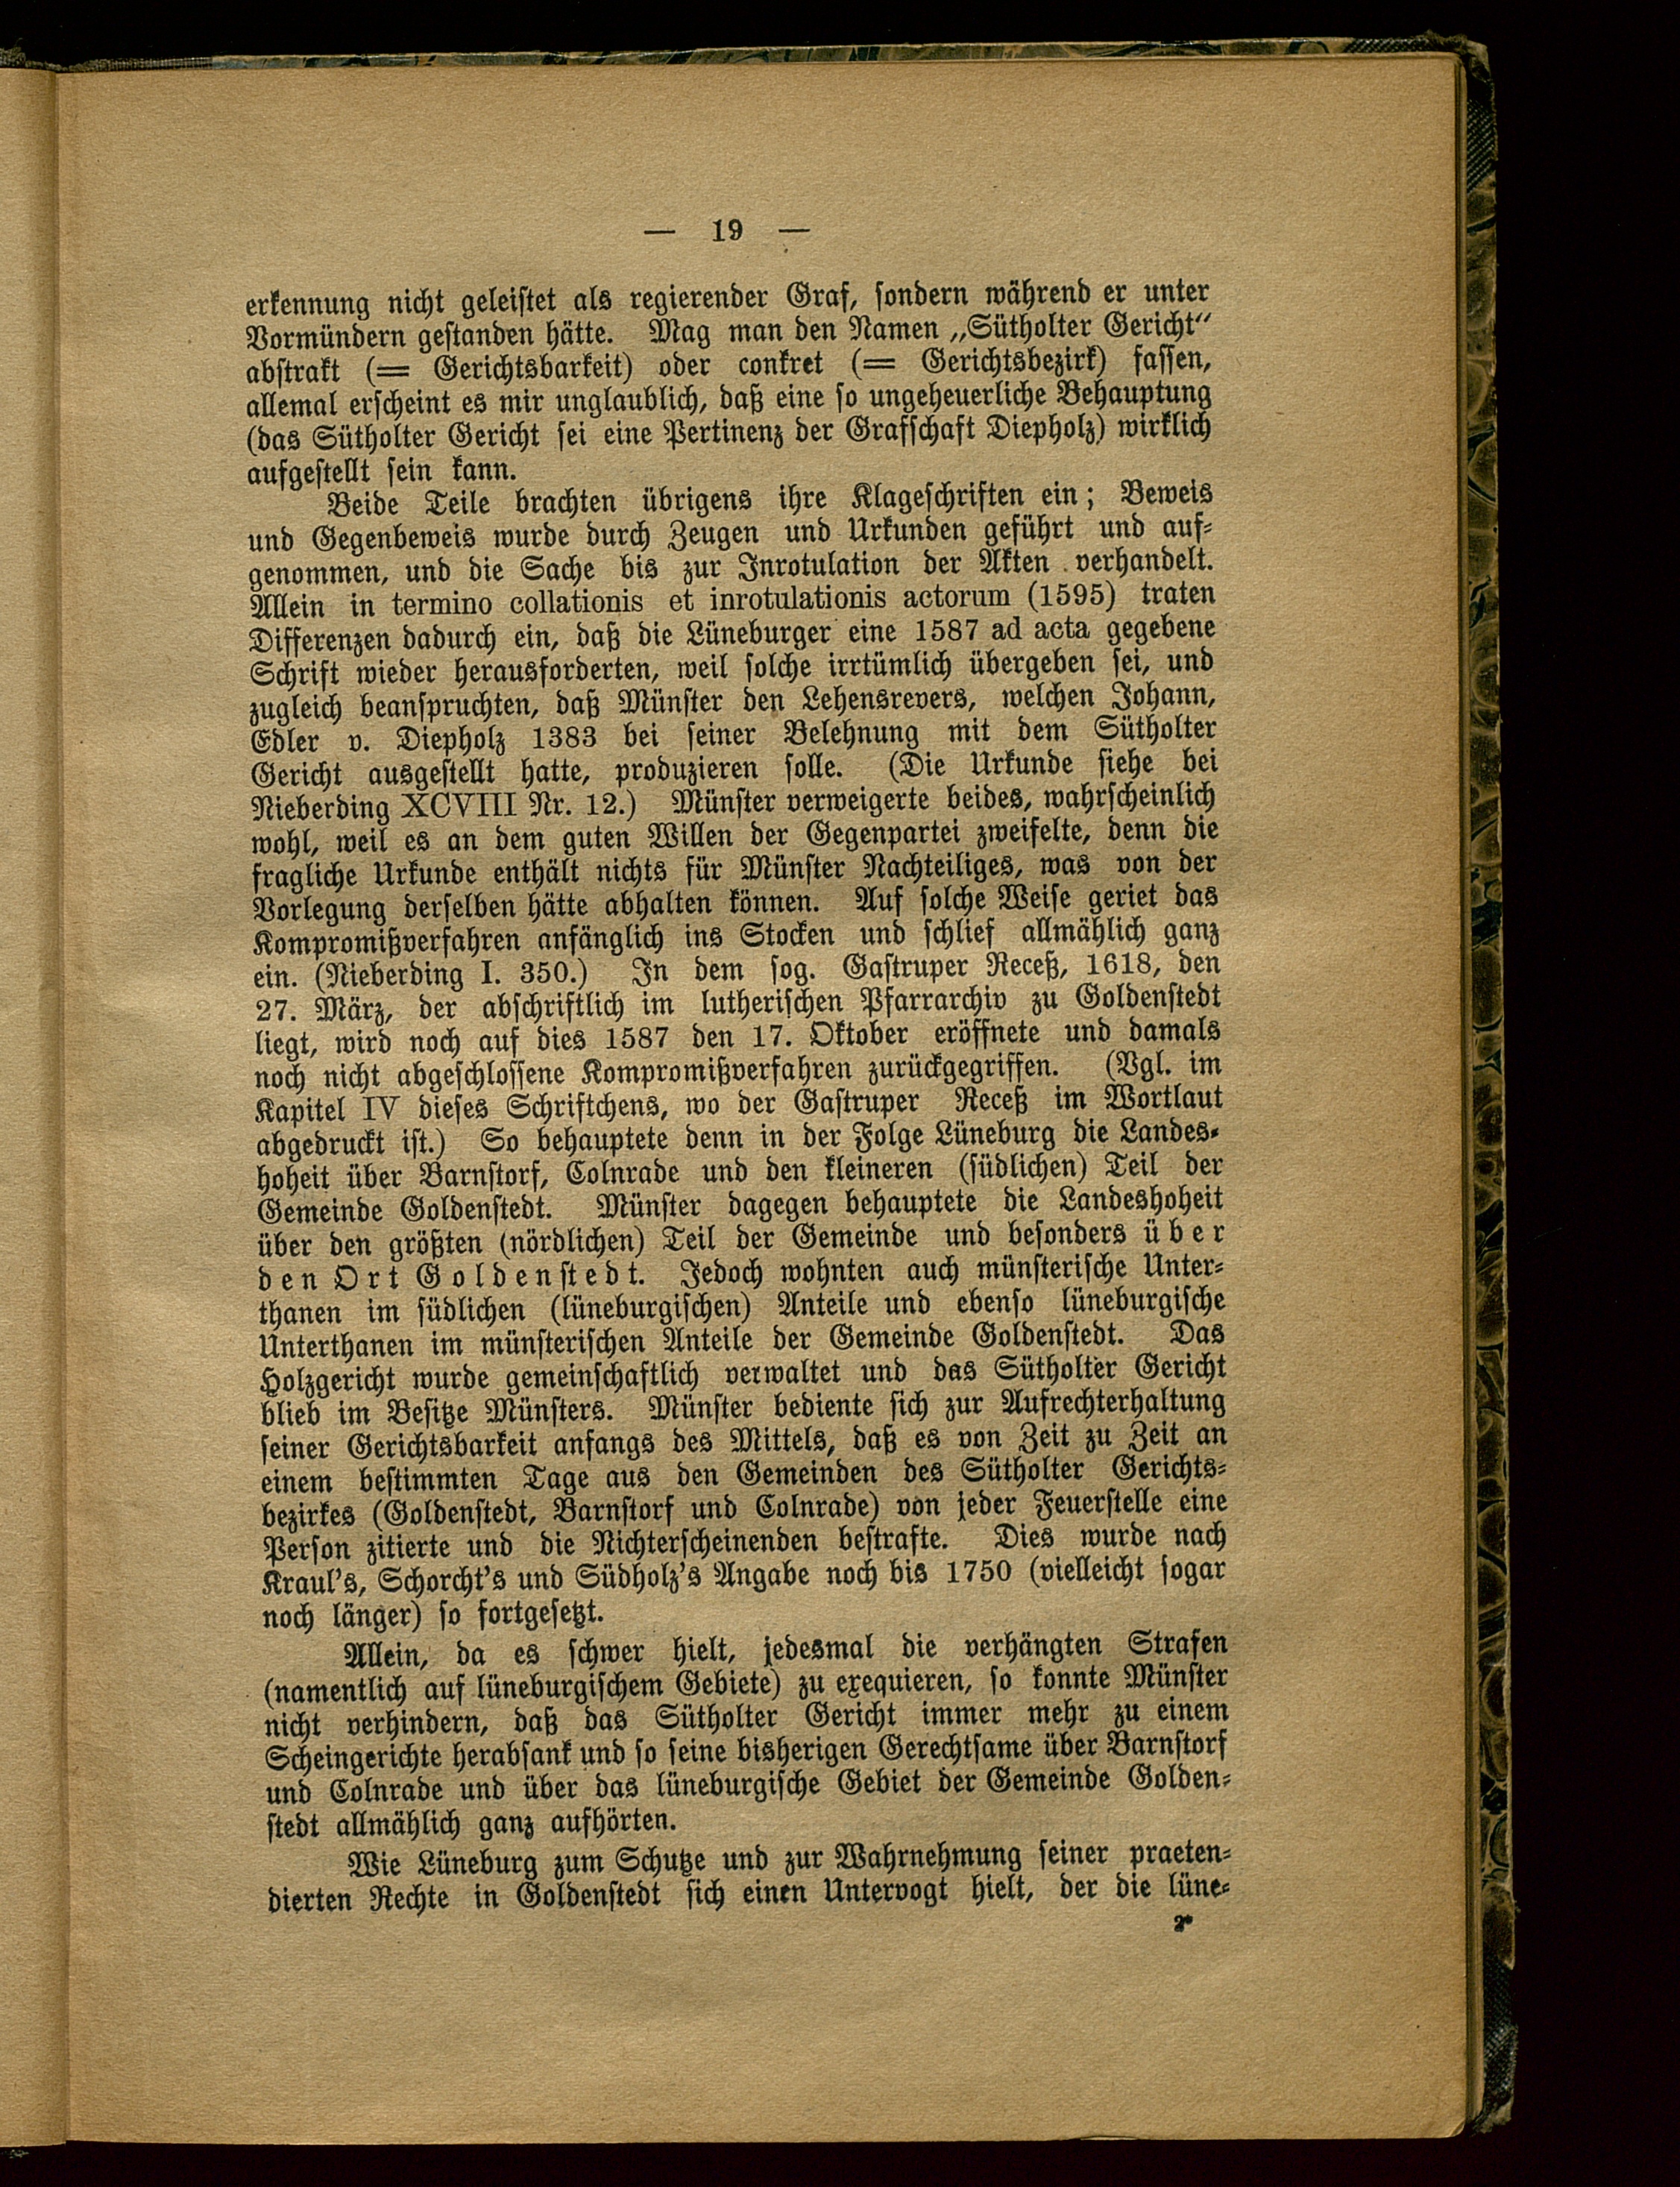 — 19 —
erkennung nicht geleistet als regierender Graf, sondern während er unter
Vormündern gestanden hätte. Mag man den Namen „Sütholter Gericht“
abstrakt (= Gerichtsbarkeit) oder conkret (= Gerichtsbezirk) fassen,
allemal erscheint es mir unglaublich, daß eine so ungeheuerliche Behauptung
(das Sütholter Gericht sei eine Pertinenz der Grafschaft Diepholz) wirklich
aufgestellt sein kann.
Beide Teile brachten übrigens ihre Klageschriften ein; Beweis
und Gegenbeweis wurde durch Zeugen und Urkunden geführt und auf-
genommen, und die Sache bis zur Inrotulation der Akten verhandelt.
Allein in termino collationis et inrotulationis actorum (1595) traten
Differenzen dadurch ein, daß die Lüneburger eine 1587 ad acta gegebene
Schrift wieder herausforderten, weil solche irrtümlich übergeben sei, und
zugleich beanspruchten, daß Münster den Lehensrevers, welchen Johann,
Edler v. Diepholz 1383 bei seiner Belehnung mit dem Sütholter
Gericht ausgestellt hatte, produzieren solle. (Die Urkunde siehe bei
Nieberding XCVIII Nr. 12.) Münster verweigerte beides, wahrscheinlich
wohl, weil es an dem guten Willen der Gegenpartei zweifelte, denn die
fragliche Urkunde enthält nichts für Münster Nachteiliges, was von der
Vorlegung derselben hätte abhalten können. Auf solche Weise geriet das
Kompromißverfahren anfänglich ins Stocken und schlief allmählich ganz
ein. (Nieberding I. 350.) In dem sog. Gastruper Receß, 1618, den
27. März, der abschriftlich im lutherischen Pfarrarchiv zu Goldenstedt
liegt, wird noch auf dies 1587 den 17. Oktober eröffnete und damals
noch nicht abgeschlossene Kompromißverfahren zurückgegriffen. (Vgl. im
Kapitel IV dieses Schriftchens, wo der Gastruper Receß im Wortlaut
abgedruckt ist.) So behauptete denn in der Folge Lüneburg die Landes-
hoheit über Barnstorf, Colnrade und den kleineren (südlichen) Teil der
Gemeinde Goldenstedt. Münster dagegen behauptete die Landeshoheit
über den größten (nördlichen) Teil der Gemeinde und besonders über
den Ort Goldenstedt. Jedoch wohnten auch münsterische Unter-
thanen im südlichen (lüneburgischen) Anteile und ebenso lüneburgische
Unterthanen im münsterischen Anteile der Gemeinde Goldenstedt. Das
Holzgericht wurde gemeinschaftlich verwaltet und das Sütholter Gericht
blieb im Besitze Münsters. Münster bediente sich zur Aufrechterhaltung
seiner Gerichtsbarkeit anfangs des Mittels, daß es von Zeit zu Zeit an
einem bestimmten Tage aus den Gemeinden des Sütholter Gerichts-
bezirkes (Goldenstedt, Barnstorf und Colnrade) von jeder Feuerstelle eine
Person zitierte und die Nichterscheinenden bestrafte. Dies wurde nach
Kraul's, Schorcht's und Südholz's Angabe noch bis 1750 (vielleicht sogar
noch länger) so fortgesetzt.
Allein, da es schwer hielt, jedesmal die verhängten Strafen
(namentlich auf lüneburgischem Gebiete) zu exequieren, so konnte Münster
nicht verhindern, daß das Sütholter Gericht immer mehr zu einem
Scheingerichte herabsank und so seine bisherigen Gerechtsame über Barnstorf
und Colnrade und über das lüneburgische Gebiet der Gemeinde Golden-
stedt allmählich ganz aufhörten.
Wie Lüneburg zum Schutze und zur Wahrnehmung seiner praeten-
dierten Rechte in Goldenstedt sich einen Untervogt hielt, der die lüne-
2*